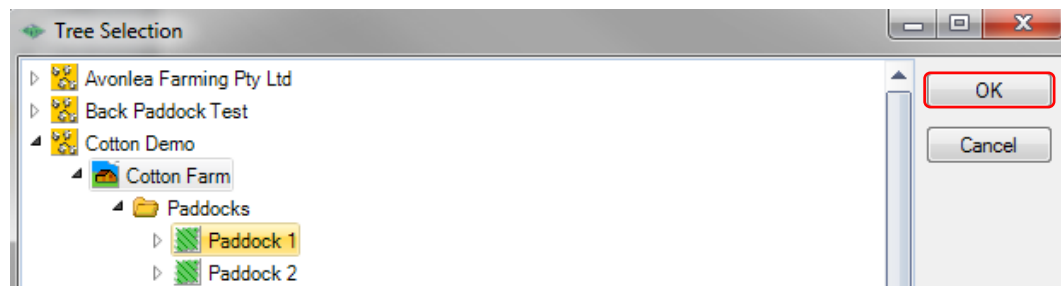 Tree Selection
Avonlea Farming Pty Ltd
OK
Back Paddock Test
Cotton Demo
Cancel
Cotton Farm
Paddocks
Paddock 1
Paddock 2